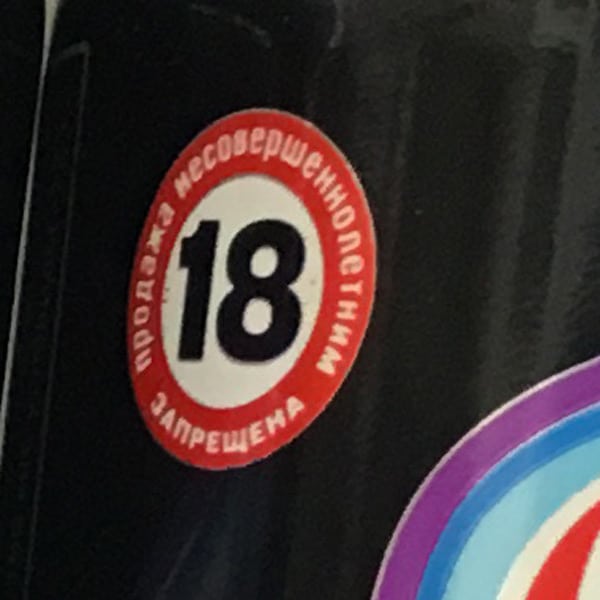 продажа несовершеннолетним
18
ЗАПРЕЩЕНА